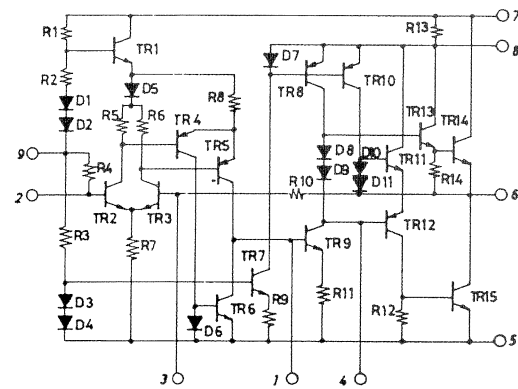 R1
R13
7
TR1
8
R2
D7
D5
TR8
TR10
D1
TR4
R8
R5
R6
TR13
TR14
D2
D8
D10
TR5
TR11
9
D9
R4
R14
D11
R10
2
6
TR2
TR3
TR12
R3
R7
TR9
TR7
R9
R11
TR15
D3
TR6
R12
D4
D6
5
3
1
4